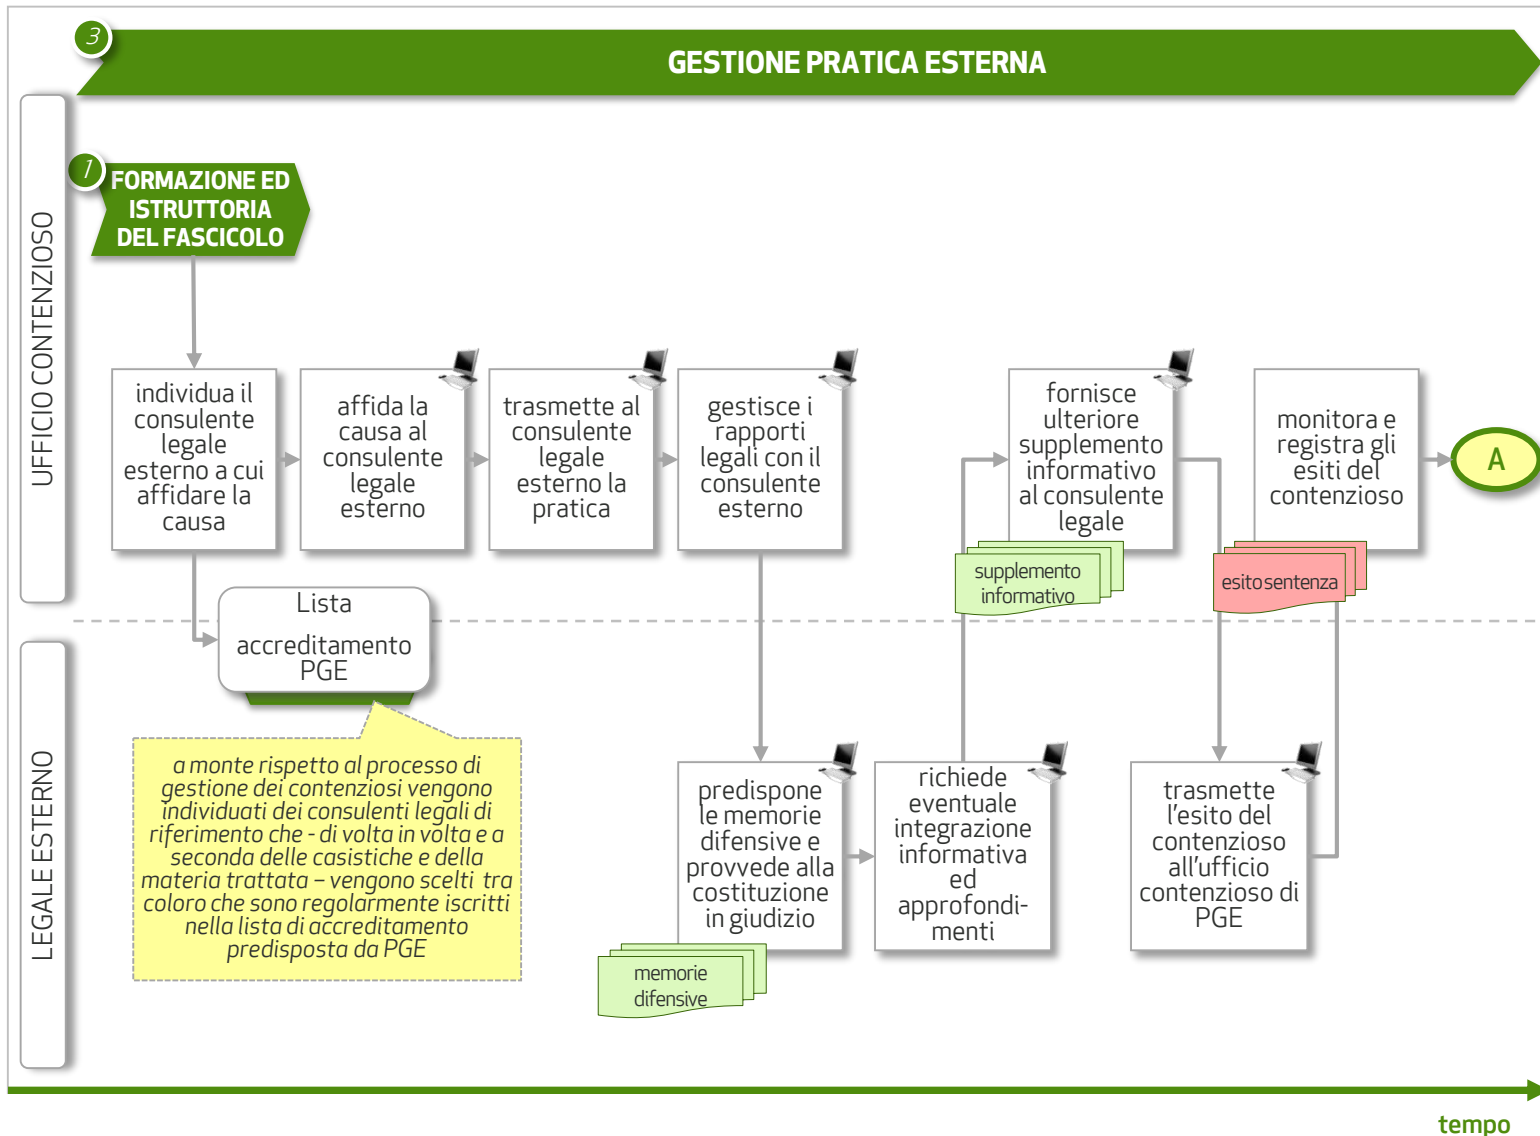 3
GESTIONE PRATICA ESTERNA
UFFICIO CONTENZIOSO
1
FORMAZIONE ED
ISTRUTTORIA
DEL FASCICOLO
individua il
consulente
legale
esterno a cui
affidare la
causa
affida la
causa al
consulente
legale
esterno
trasmette al
consulente
legale
esterno la
pratica
gestisce i
rapporti
legali con il
consulente
esterno
fornisce
ulteriore
supplemento
informativo
al consulente
legale
supplemento
informativo
monitora e
registra gli
esiti del
contenzioso
esito sentenza
A
Lista
accreditamento
PGE
LEGALE ESTERNO
a monte rispetto al processo di
gestione dei contenziosi vengono
individuati dei consulenti legali di
riferimento che - di volta in volta e a
seconda delle casistiche e della
materia trattata – vengono scelti tra
coloro che sono regolarmente iscritti
nella lista di accreditamento
predisposta da PGE
predispone
le memorie
difensive e
provvede alla
costituzione
in giudizio
memorie
difensive
richiede
eventuale
integrazione
informativa
ed
approfondi-
menti
trasmette
l’esito del
contenzioso
all’ufficio
contenzioso di
PGE
tempo